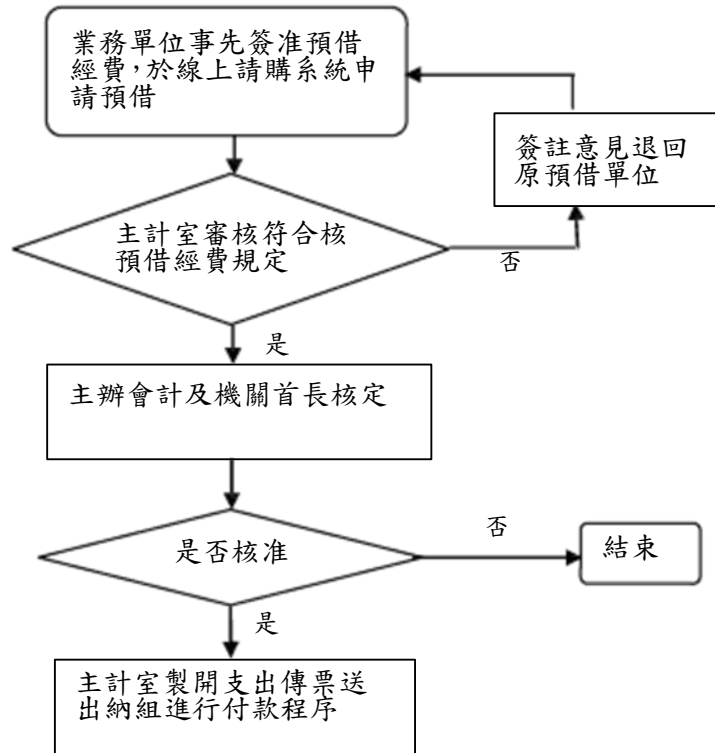 業務單位事先簽准預借
經費，於線上請購系統申
請預借
簽註意見退回
原預借單位
主計室審核符合核
預借經費規定
否
是
主辦會計及機關首長核定
否
是否核准
結束
是
主計室製開支出傳票送
出納組進行付款程序